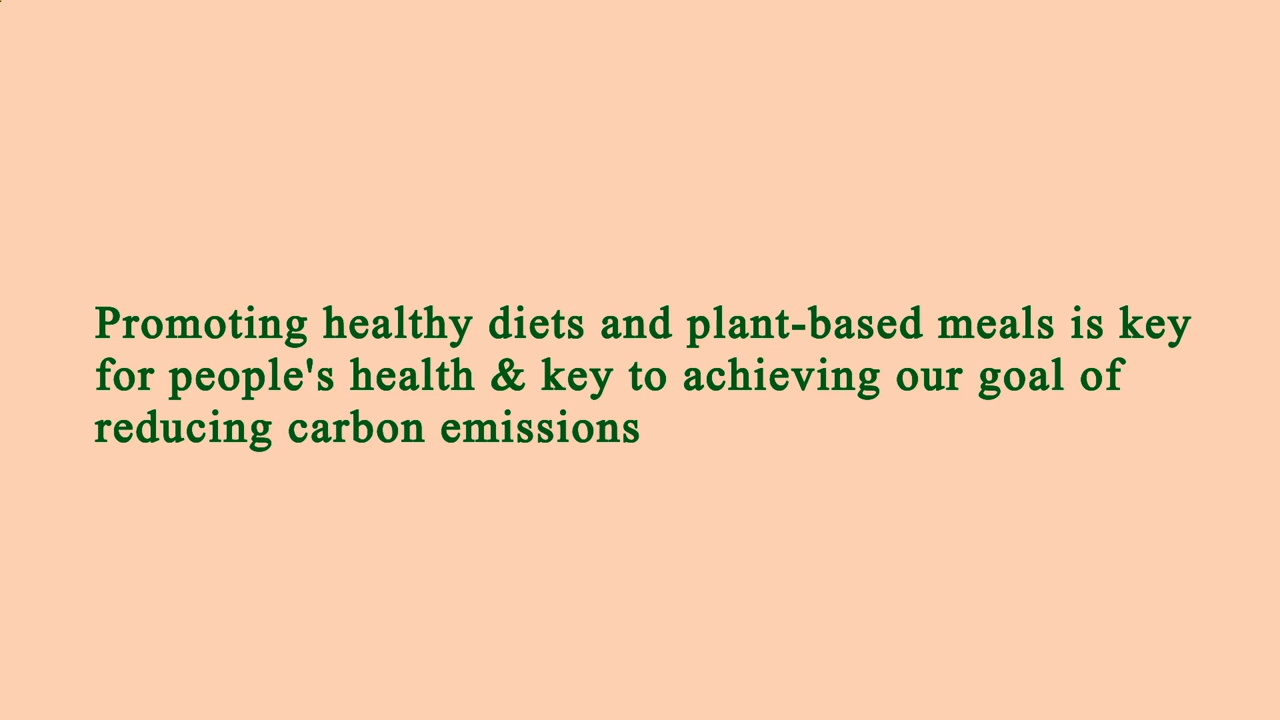 Promoting healthy diets and plant-based meals is key
for people's health & key to achieving our goal of
reducing carbon emissions